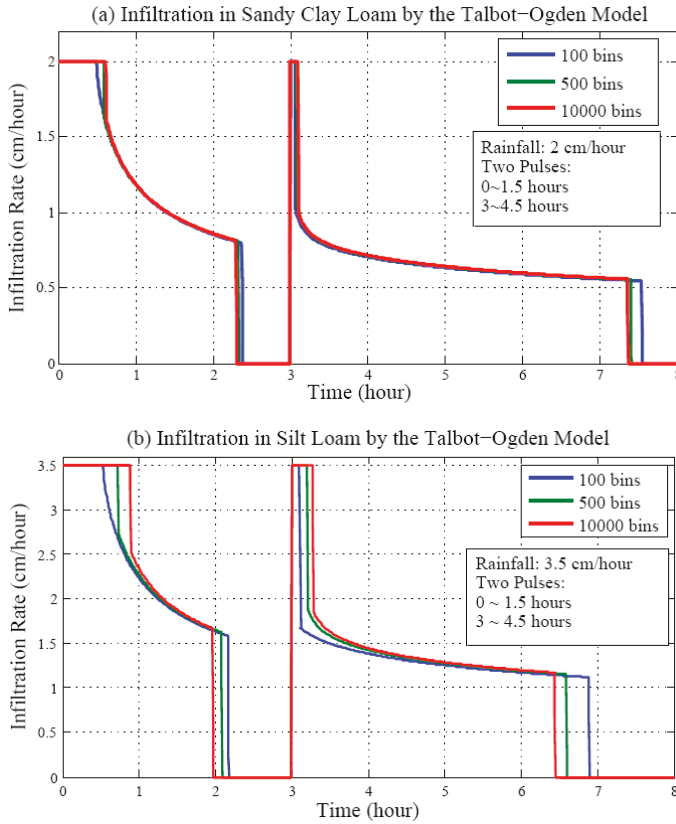 (a) Infiltration in Sandy Clay Loam by the Talbot−Ogden Model
Infiltration Rate (cm/hour)
2
1.5
1
0.5
0
100 bins
500 bins
10000 bins
Rainfall: 2 cm/hour
Two Pulses:
0~1.5 hours
3~4.5 hours
0 1 2 3 4 5 6 7 8
Time (hour)
(b) Infiltration in Silt Loam by the Talbot−Ogden Model
Infiltration Rate (cm/hour)
3.5
3
2.5
2
1.5
1
0.5
0
100 bins
500 bins
10000 bins
Rainfall: 3.5 cm/hour
Two Pulses:
0 ~ 1.5 hours
3 ~ 4.5 hours
0 1 2 3 4 5 6 7 8
Time (hour)